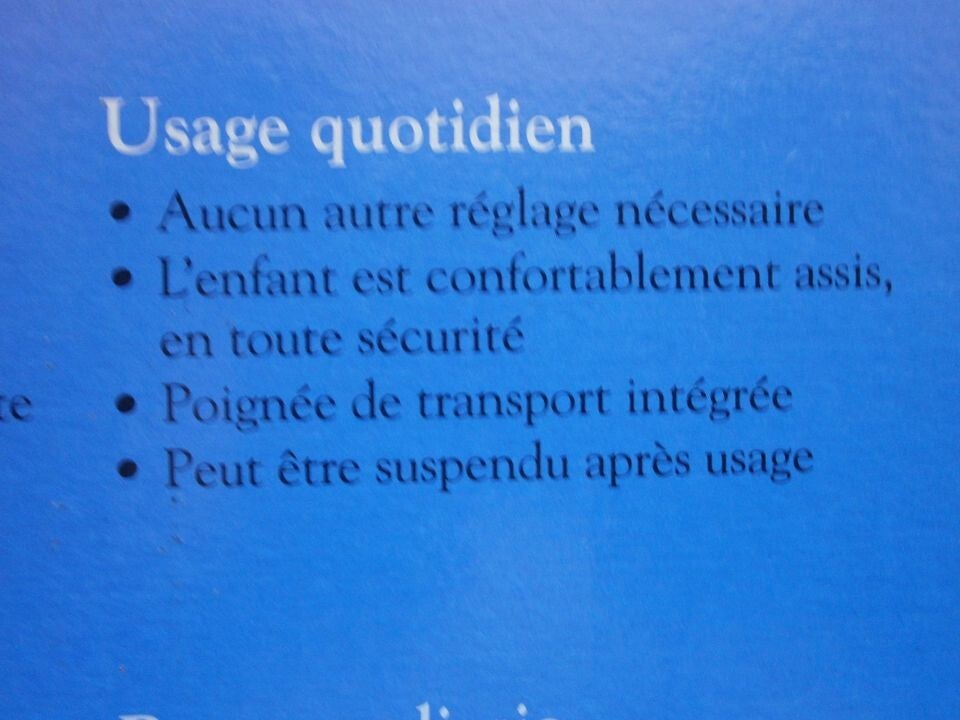 Usage quotidien
• Aucun autre réglage nécessaire
• L'enfant est confortablement assis,
en toute sécurité
• Poignée de transport intégrée
• Peut être suspendu après usage